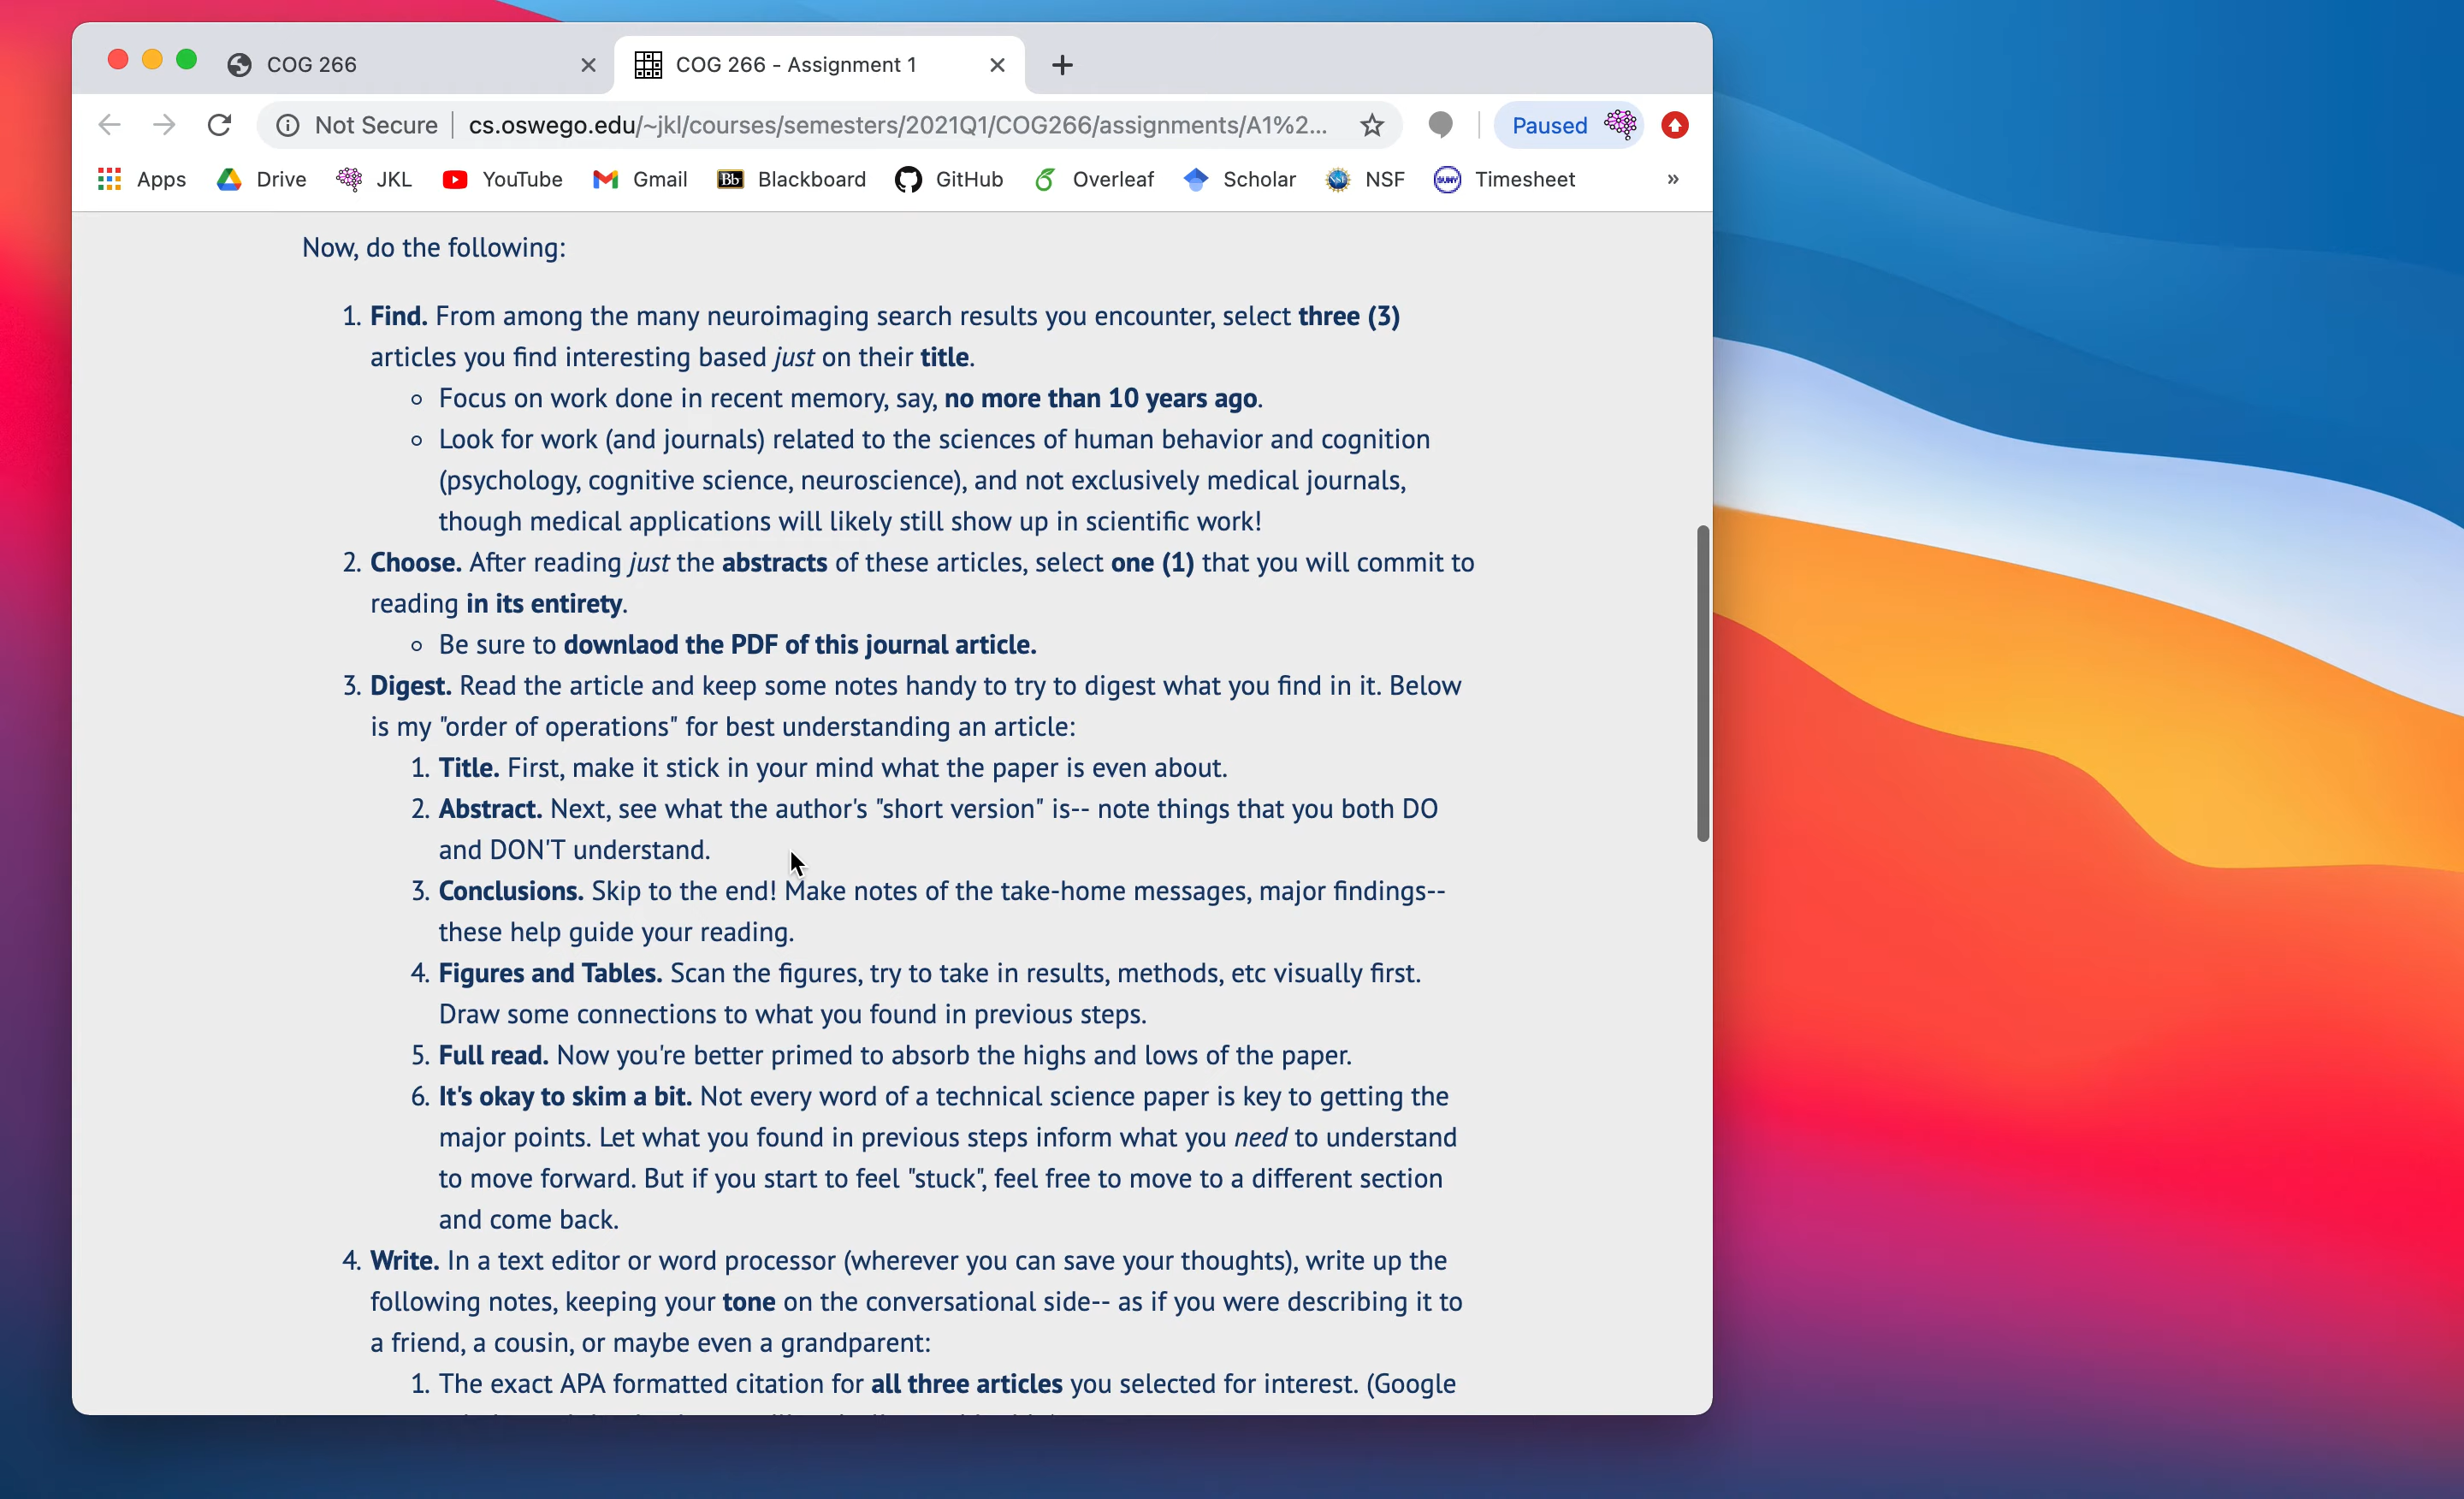 COG 266
COG 266 - Assignment 1
Not Secure
cs.oswego.edu/~jkl/courses/semesters/2021Q1/COG266/assignments/A1%2...
Paused
Apps
Drive
JKL
YouTube
Gmail
Bb
Blackboard
GitHub
Overleaf
Scholar
NSF
SUNY
Timesheet
»
Now, do the following:
1. Find. From among the many neuroimaging search results you encounter, select three (3)
articles you find interesting based just on their title.
Focus on work done in recent memory, say, no more than 10 years ago.
Look for work (and journals) related to the sciences of human behavior and cognition
(psychology, cognitive science, neuroscience), and not exclusively medical journals,
though medical applications will likely still show up in scientific work!
2. Choose. After reading just the abstracts of these articles, select one (1) that you will commit to
reading in its entirety.
Be sure to downlaod the PDF of this journal article.
3. Digest. Read the article and keep some notes handy to try to digest what you find in it. Below
is my "order of operations" for best understanding an article:
1. Title. First, make it stick in your mind what the paper is even about.
2. Abstract. Next, see what the author's "short version" is-- note things that you both DO
and DON'T understand.
3. Conclusions. Skip to the end! Make notes of the take-home messages, major findings--
these help guide your reading.
4. Figures and Tables. Scan the figures, try to take in results, methods, etc visually first.
Draw some connections to what you found in previous steps.
5. Full read. Now you're better primed to absorb the highs and lows of the paper.
6. It's okay to skim a bit. Not every word of a technical science paper is key to getting the
major points. Let what you found in previous steps inform what you need to understand
to move forward. But if you start to feel "stuck", feel free to move to a different section
and come back.
4. Write. In a text editor or word processor (wherever you can save your thoughts), write up the
following notes, keeping your tone on the conversational side-- as if you were describing it to
a friend, a cousin, or maybe even a grandparent:
1. The exact APA formatted citation for all three articles you selected for interest. (Google